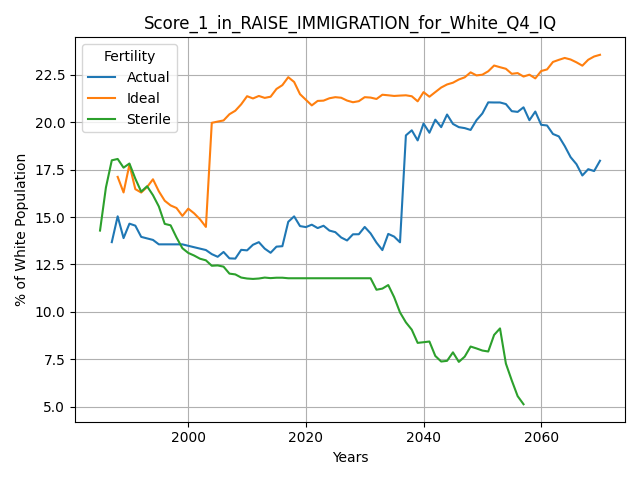 Score_1_in_RAISE_IMMIGRATION_for_White_Q4_IQ
Fertility
Actual
Ideal
Sterile
% of White Population
22.5
20.0
17.5
15.0
12.5
10.0
7.5
5.0
2000
2020
2040
2060
Years